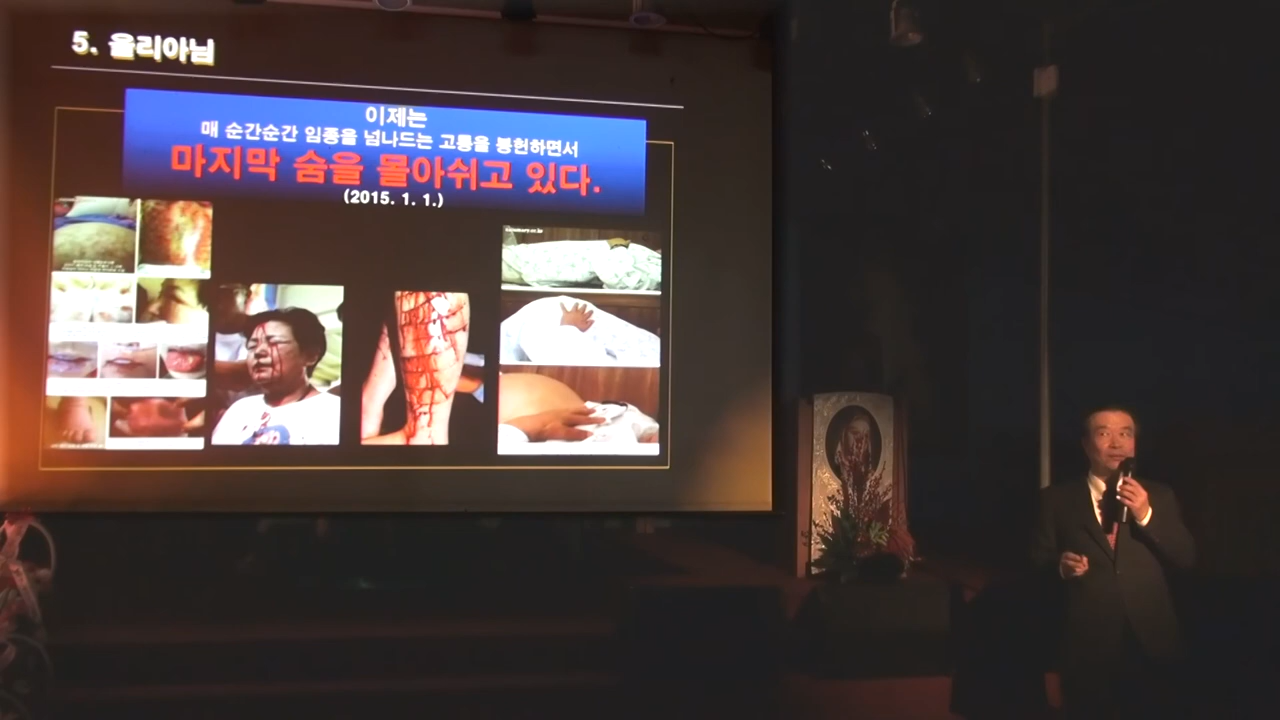 5. 율리아님
이제는
매 순간순간 임종을 넘나드는 고통을 봉헌하면서
마지막 숨을 몰아쉬고 있다.
(2015. 1. 1.)